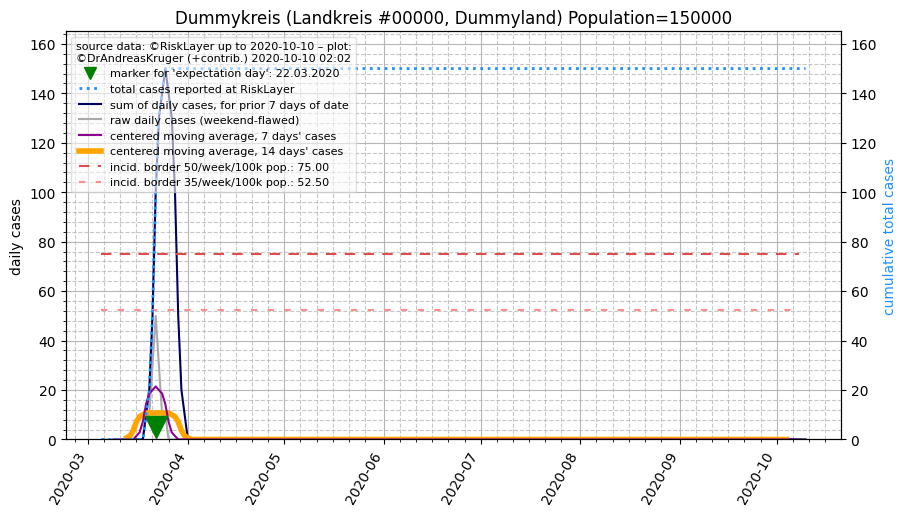 Dummykreis (Landkreis #00000, Dummyland) Population=150000
source data: ©RiskLayer up to 2020-10-10 – plot:
©DrAndreasKruger (+contrib.) 2020-10-10 02:02
marker for 'expectation day': 22.03.2020
total cases reported at RiskLayer
sum of daily cases, for prior 7 days of date
raw daily cases (weekend-flawed)
centered moving average, 7 days' cases
centered moving average, 14 days' cases
incid. border 50/week/100k pop.: 75.00
incid. border 35/week/100k pop.: 52.50
daily cases
160
140
120
100
80
60
40
20
0
cumulative total cases
160
140
120
100
80
60
40
20
0
2020-03
2020-04
2020-05
2020-06
2020-07
2020-08
2020-09
2020-10